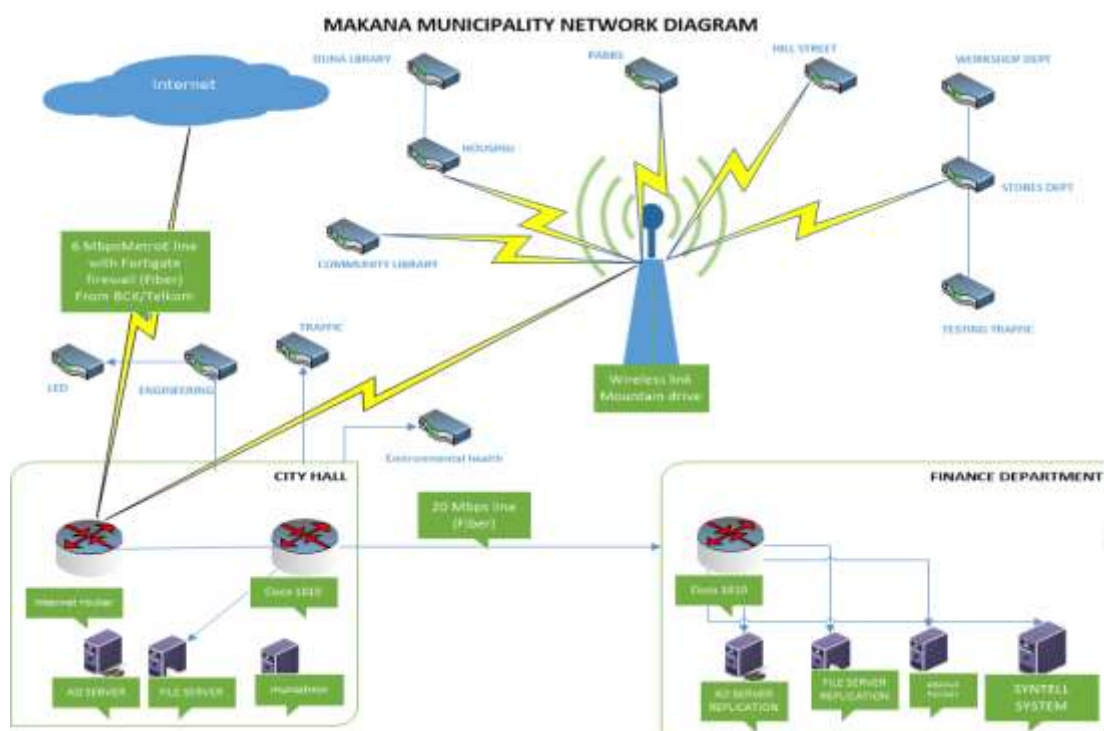 MAKANA MUNICIPALITY NETWORK DIAGRAM
LIBRARY
PARKS
HILL STREET
WORKSHOP DEPT
Internet
HOUSING
STORES DEPT
6 MbpsMetroE line
with Fortigate
firewall (Fiber)
From BCX/Telkom
COMMUNITY LIBRARY
TRAFFIC
TESTING TRAFFIC
LED
ENGINEERING
Wireless link
Mountain drive
Environmental health
CITY HALL
FINANCE DEPARTMENT
20 Mbps line
(Fiber)
Internet router
Cisco
Cisco
AD SERVER
FILE SERVER
AD SERVER
REPLICATION
FILE SERVER
REPLICATION
SYNTELL
SYSTEM